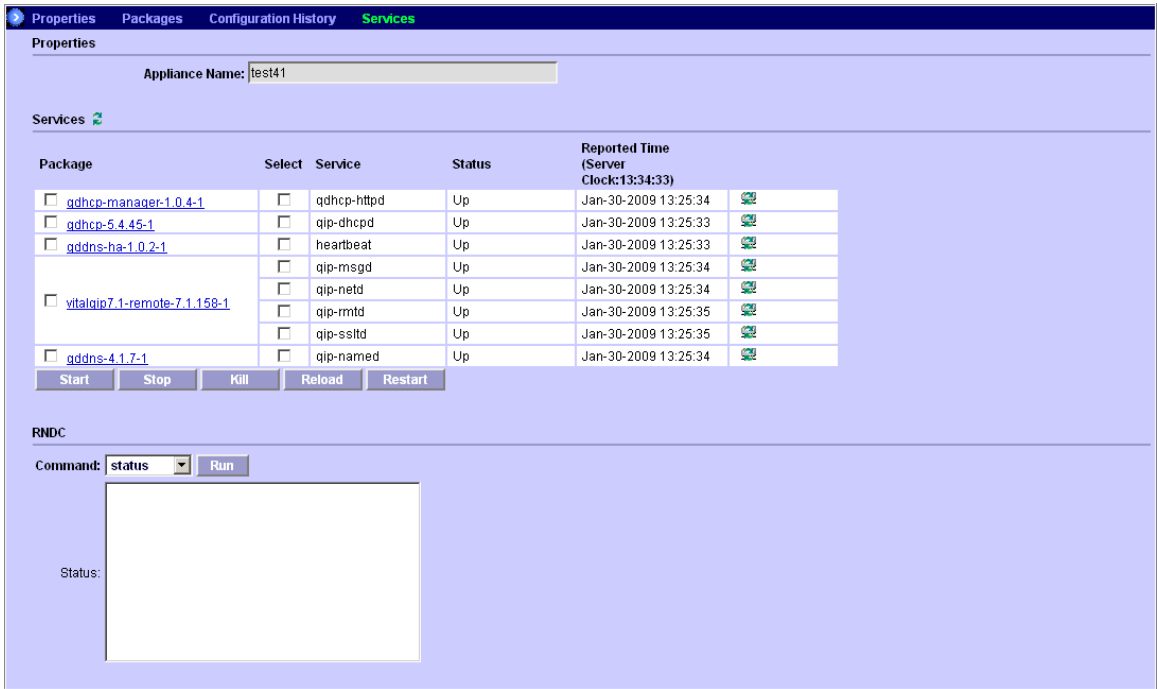 Properties Packages Configuration History Services
Properties
Appliance Name: test41
Services
Package Select Service Status Reported Time (Server Clock:13:34:33)
qdhcp-manager-1.0.4-1 qdhcp-httpd Up Jan-30-2009 13:25:34
qdhcp-5.4.45-1 qip-dhcpd Up Jan-30-2009 13:25:33
qddns-ha-1.0.2-1 heartbeat Up Jan-30-2009 13:25:33
vitalqip7.1-remote-7.1.158-1 qip-msgd Up Jan-30-2009 13:25:34
qip-netd Up Jan-30-2009 13:25:34
qip-rmtd Up Jan-30-2009 13:25:35
qip-ssltd Up Jan-30-2009 13:25:35
qddns-4.1.7-1 qip-named Up Jan-30-2009 13:25:34
Start Stop Kill Reload Restart
RNDC
Command: status Run
Status: